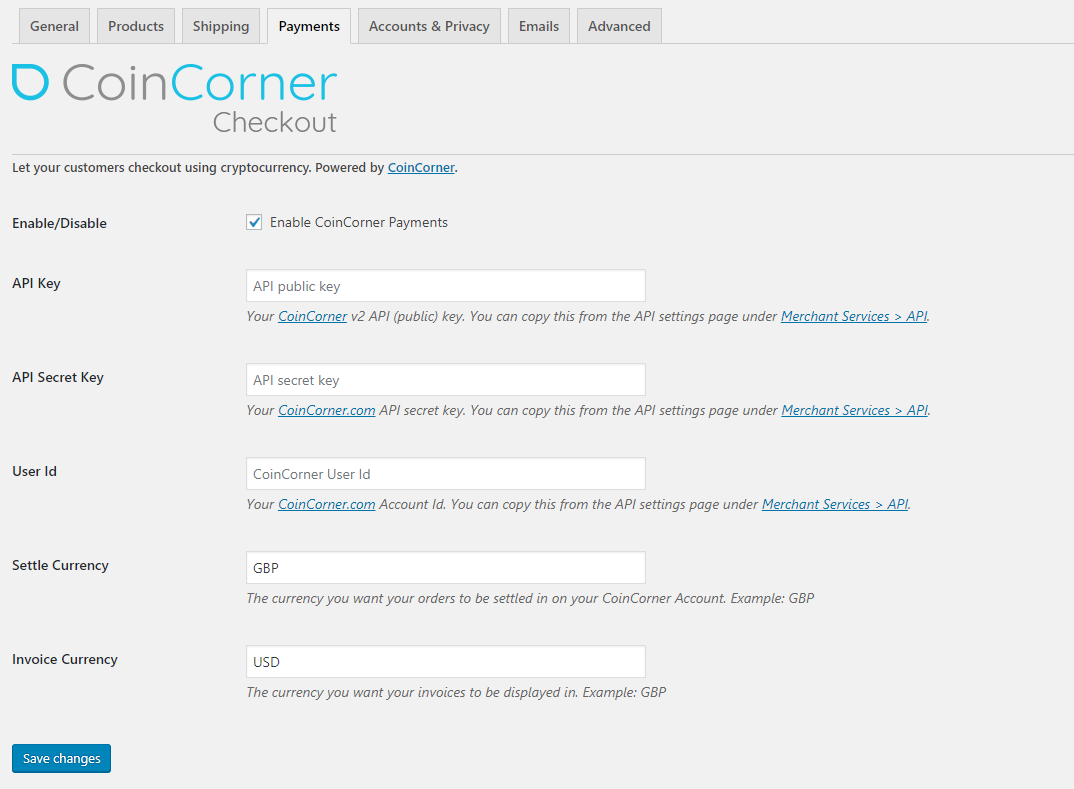 General Products Shipping Payments Accounts & Privacy Emails Advanced
CoinCorner
Checkout
Let your customers checkout using cryptocurrency. Powered by CoinCorner.
Enable/Disable Enable CoinCorner Payments
API Key API public key
Your CoinCorner v2 API (public) key. You can copy this from the API settings page under Merchant Services > API.
API Secret Key API secret key
Your CoinCorner.com API secret key. You can copy this from the API settings page under Merchant Services > API.
User Id CoinCorner User Id
Your CoinCorner.com Account Id. You can copy this from the API settings page under Merchant Services > API.
Settle Currency GBP
The currency you want your orders to be settled in on your CoinCorner Account. Example: GBP
Invoice Currency USD
The currency you want your invoices to be displayed in. Example: GBP
Save changes